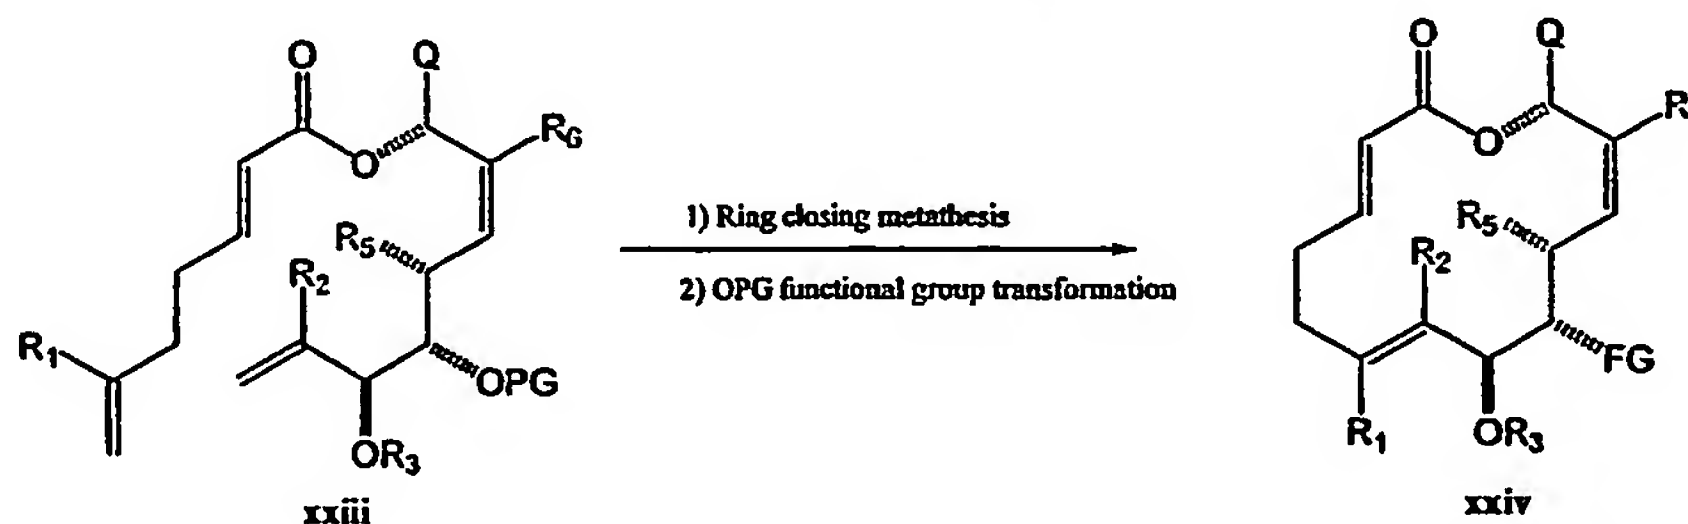 O Q
R₆
O
R₅
R₂
R₁
OPG
OR₃
xxiii
1) Ring closing metathesis
2) OPG functional group transformation
O Q
R
O
R₅
R₂
FG
R₁
OR₃
xxiv